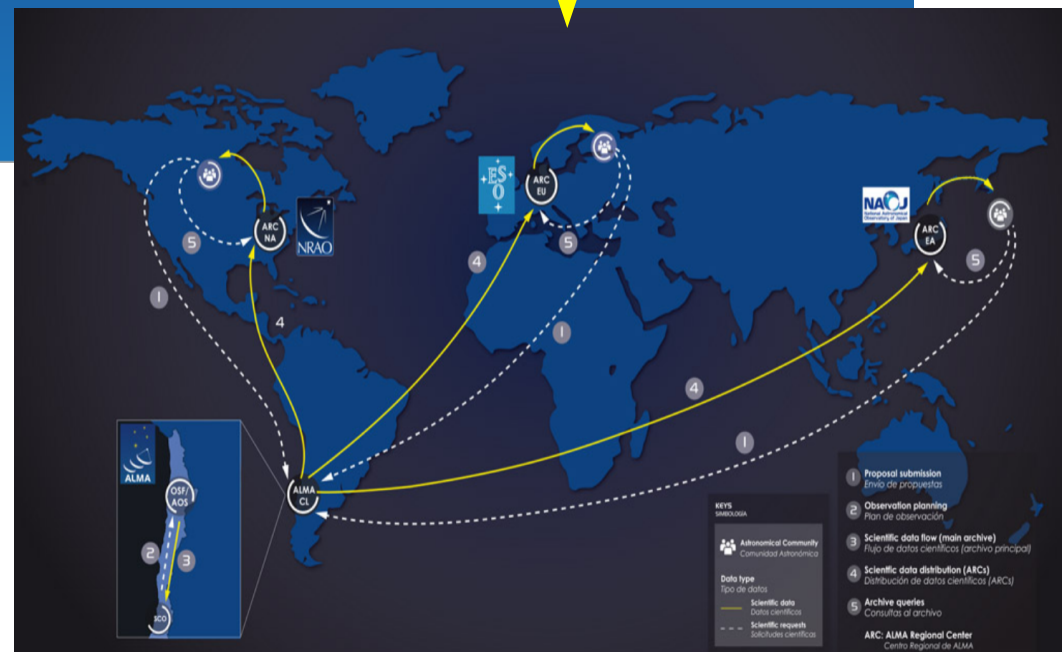 ARC
NA
NRAO
5
1
4
ES
O
ARC
EU
5
4
1
NAOJ
National Astronomical
Observatory of Japan
ARC
EA
5
4
1
ALMA
OSF/
AOS
2
3
SCO
ALMA
CL
KEYS
SIMBOLOGÍA
Astronomical Community
Comunidad Astronómica
Data type
Tipo de datos
Scientific data
Datos científicos
Scientific requests
Solicitudes científicas
1 Proposal submission
Envío de propuestas
2 Observation planning
Plan de observación
3 Scientific data flow (main archive)
Flujo de datos científicos (archivo principal)
4 Scientfic data distribution (ARCs)
Distribución de datos científicos (ARCs)
5 Archive queries
Consultas al archivo
ARC: ALMA Regional Center
Centro Regional de ALMA